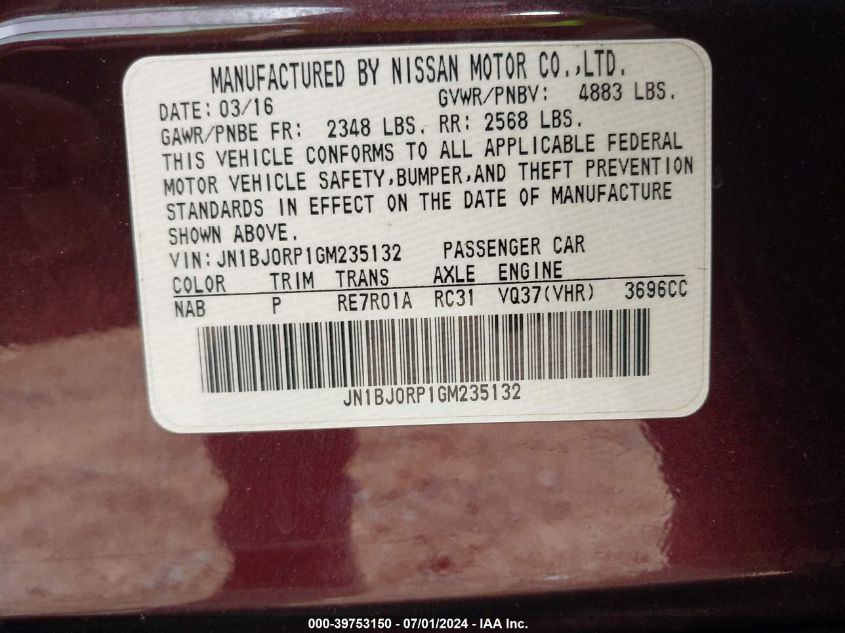 MANUFACTURED BY NISSAN MOTOR CO.,LTD.
DATE: 03/16 GVWR/PNBV: 4883 LBS.
GAWR/PNBE FR: 2348 LBS. RR: 2568 LBS.
THIS VEHICLE CONFORMS TO ALL APPLICABLE FEDERAL
MOTOR VEHICLE SAFETY,BUMPER,AND THEFT PREVENTION
STANDARDS IN EFFECT ON THE DATE OF MANUFACTURE
SHOWN ABOVE.
VIN: JN1BJ0RP1GM235132 PASSENGER CAR
COLOR TRIM TRANS AXLE ENGINE
NAB P RE7R01A RC31 VQ37(VHR) 3696CC
JN1BJ0RP1GM235132
000-39753150 - 07/01/2024 - IAA Inc.